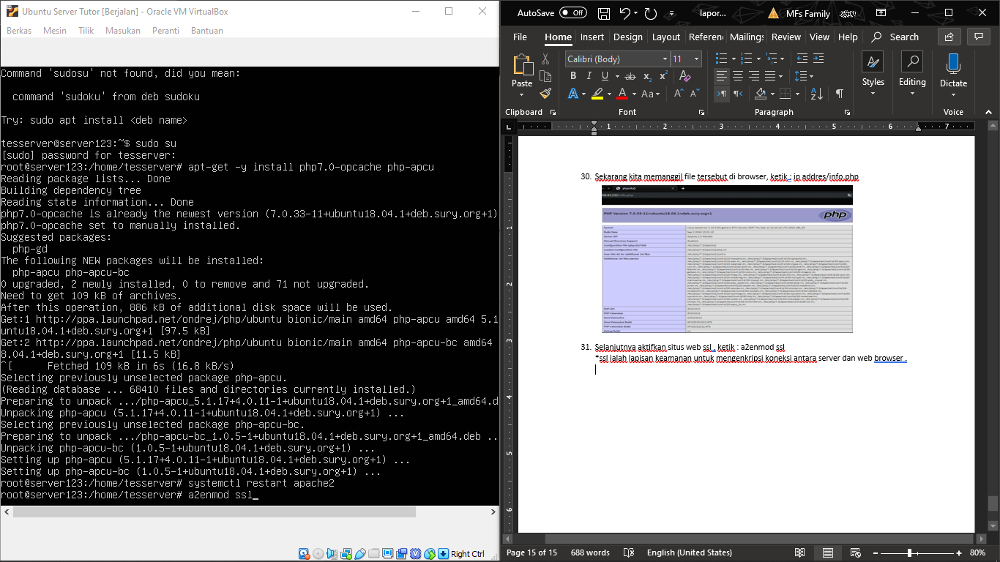 Ubuntu Server Tutor [Berjalan] - Oracle VM VirtualBox
Berkas Mesin Tilik Masukan Peranti Bantuan
Command 'sudosu' not found, did you mean:
command 'sudoku' from deb sudoku
Try: sudo apt install <deb name>
tesserver@server123:~$ sudo su
[sudo] password for tesserver:
root@server123:/home/tesserver# apt-get -y install php7.0-opcache php-apcu
Reading package lists... Done
Building dependency tree
Reading state information... Done
php7.0-opcache is already the newest version (7.0.33-11+ubuntu18.04.1+deb.sury.org+1)
php7.0-opcache set to manually installed.
Suggested packages:
php-gd
The following NEW packages will be installed:
php-apcu php-apcu-bc
0 upgraded, 2 newly installed, 0 to remove and not upgraded.
Need to get 109 kB of archives.
After this operation, 886 kB of additional disk space will be used.
Get:1 http://ppa.launchpad.net/ondrej/php/ubuntu bionic/main amd64 php-apcu amd64 5.
untu18.04.1+deb.sury.org+1 [97.3 kB]
Get:2 http://ppa.launchpad.net/ondrej/php/ubuntu bionic/main amd64 php-apcu-bc amd64
8.04.1+deb.sury.org+1 [11.5 kB]
^[ Fetched 109 kB in 6s (16.8 kB/s)
Selecting previously unselected package php-apcu.
(Reading database ... 68410 files and directories currently installed.)
Preparing to unpack .../php-apcu_5.1.17+4.0.11-1+ubuntu18.04.1+deb.sury.org+1_amd64.d
Unpacking php-apcu (5.1.17+4.0.11-1+ubuntu18.04.1+deb.sury.org+1) ...
Selecting previously unselected package php-apcu-bc.
Preparing to unpack .../php-apcu-bc_1.0.5-1+ubuntu18.04.1+deb.sury.org+1_amd64.deb ..
Unpacking php-apcu-bc (1.0.5-1+ubuntu18.04.1+deb.sury.org+1) ...
Setting up php-apcu (5.1.17+4.0.11-1+ubuntu18.04.1+deb.sury.org+1) ...
Setting up php-apcu-bc (1.0.5-1+ubuntu18.04.1+deb.sury.org+1) ...
root@server123:/home/tesserver# systemctl restart apache2
root@server123:/home/tesserver# a2enmod ssl_
Right Ctrl
AutoSave Off lapor... MFs Family
File Home Insert Design Layout Referen Mailings Review View Help Search
Calibri (Body) 11
Paste Styles Editing Dictate
Clipboard Font Paragraph Voice
1 2 3 4 5 6 7
30. Sekarang kita memanggil file tersebut di browser, ketik : ip addres/info.php
PHP Version 7.0.33-11+ubuntu18.04.1+deb.sury.org+1
php
31. Selanjutnya aktifkan situs web ssl , ketik : a2enmod ssl
*ssl ialah lapisan keamanan untuk mengenkripsi koneksi antara server dan web browser .
1
2
3
4
5
6
Page 15 of 15 688 words English (United States) 80%